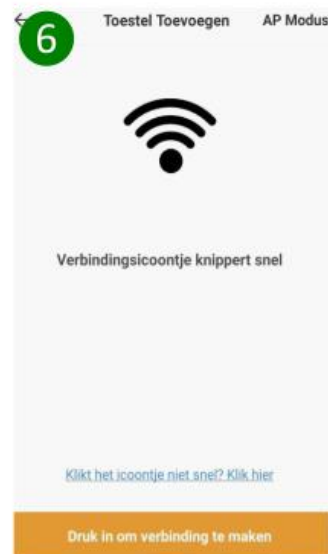 6
Toestel Toevoegen AP Modus
Verbindingsicoontje knippert snel
Klikt het icoontje niet snel? Klik hier
Druk in om verbinding te maken